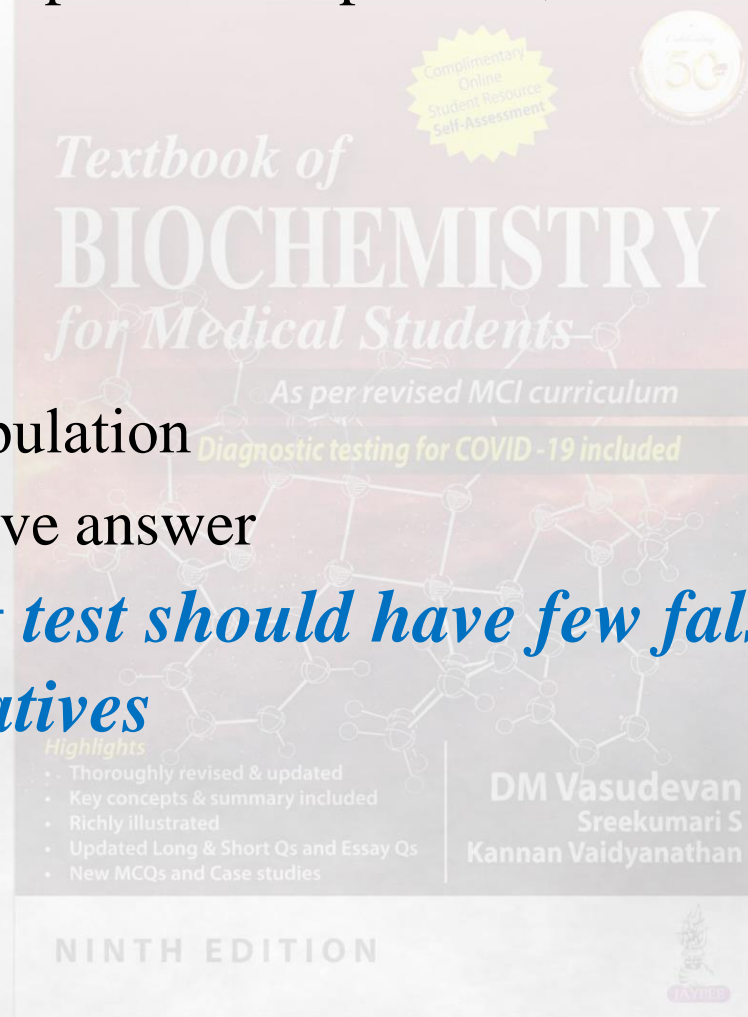 Complimentary
Online
Student Resource
Self-Assessment
50
Textbook of
BIOCHEMISTRY
for Medical Students
As per revised MCI curriculum
pulation
Diagnostic testing for COVID -19 included
ve answer
test should have few fals
atives
Highlights
• Thoroughly revised & updated
• Key concepts & summary included
• Richly illustrated
• Updated Long & Short Qs and Essay Qs
• New MCQs and Case studies
DM Vasudevan
Sreekumari S
Kannan Vaidyanathan
NINTH EDITION
JAYPEE